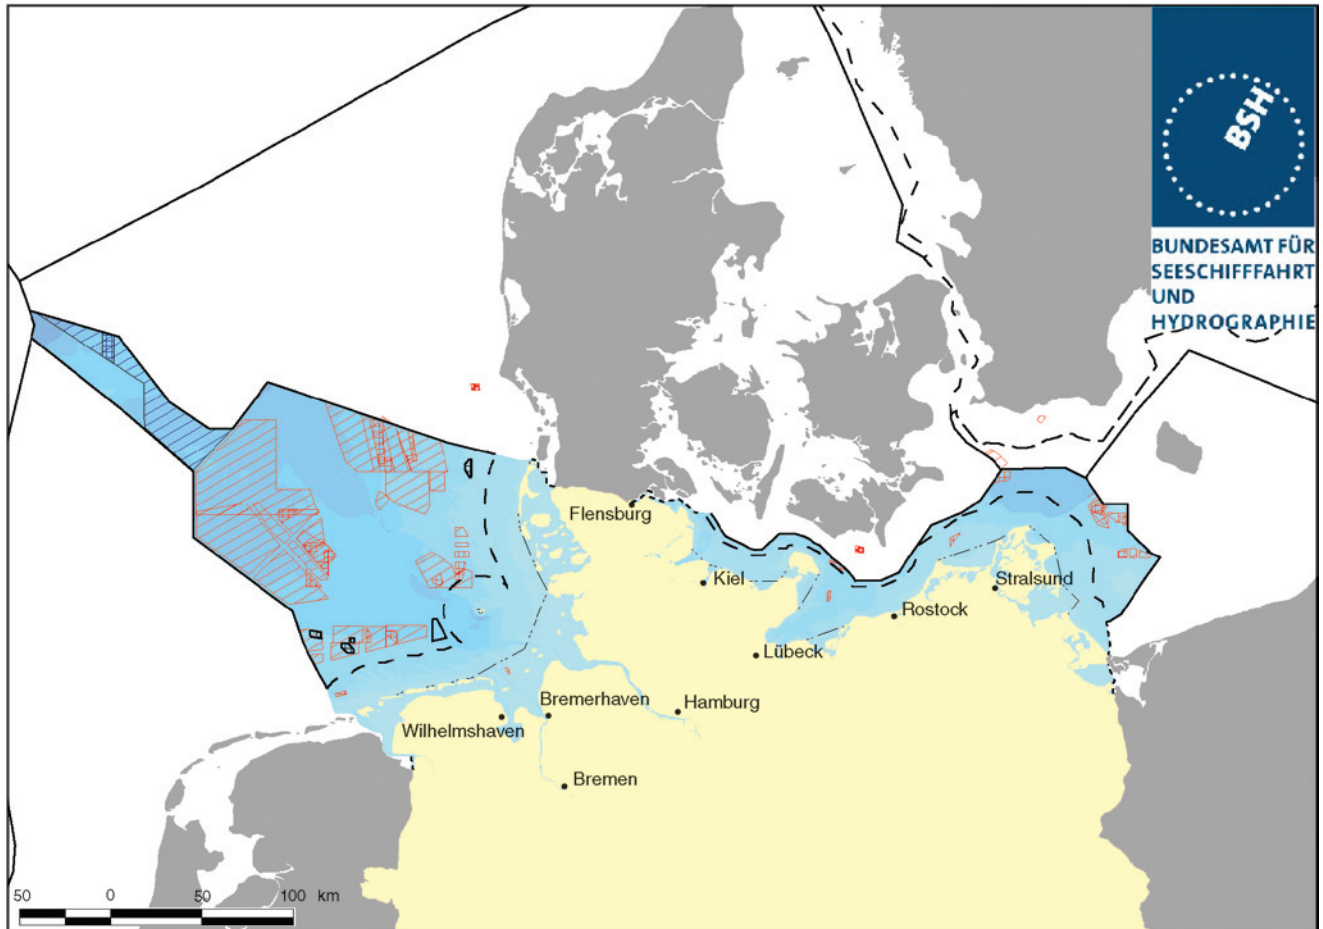 BSH
BUNDESAMT FÜR
SEESCHIFFFAHRT
UND
HYDROGRAPHIE
Flensburg
Kiel
Stralsund
Rostock
Lübeck
Bremerhaven
Hamburg
Wilhelmshaven
Bremen
50 0 50 100 km